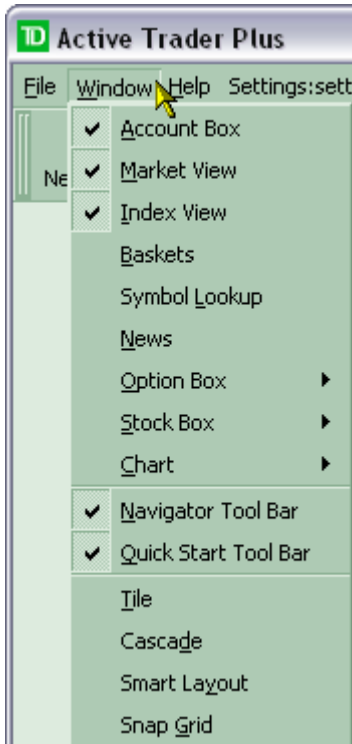 TD Active Trader Plus
File Window Help Settings:sett
Ne
Account Box
Market View
Index View
Baskets
Symbol Lookup
News
Option Box
Stock Box
Chart
Navigator Tool Bar
Quick Start Tool Bar
Tile
Cascade
Smart Layout
Snap Grid